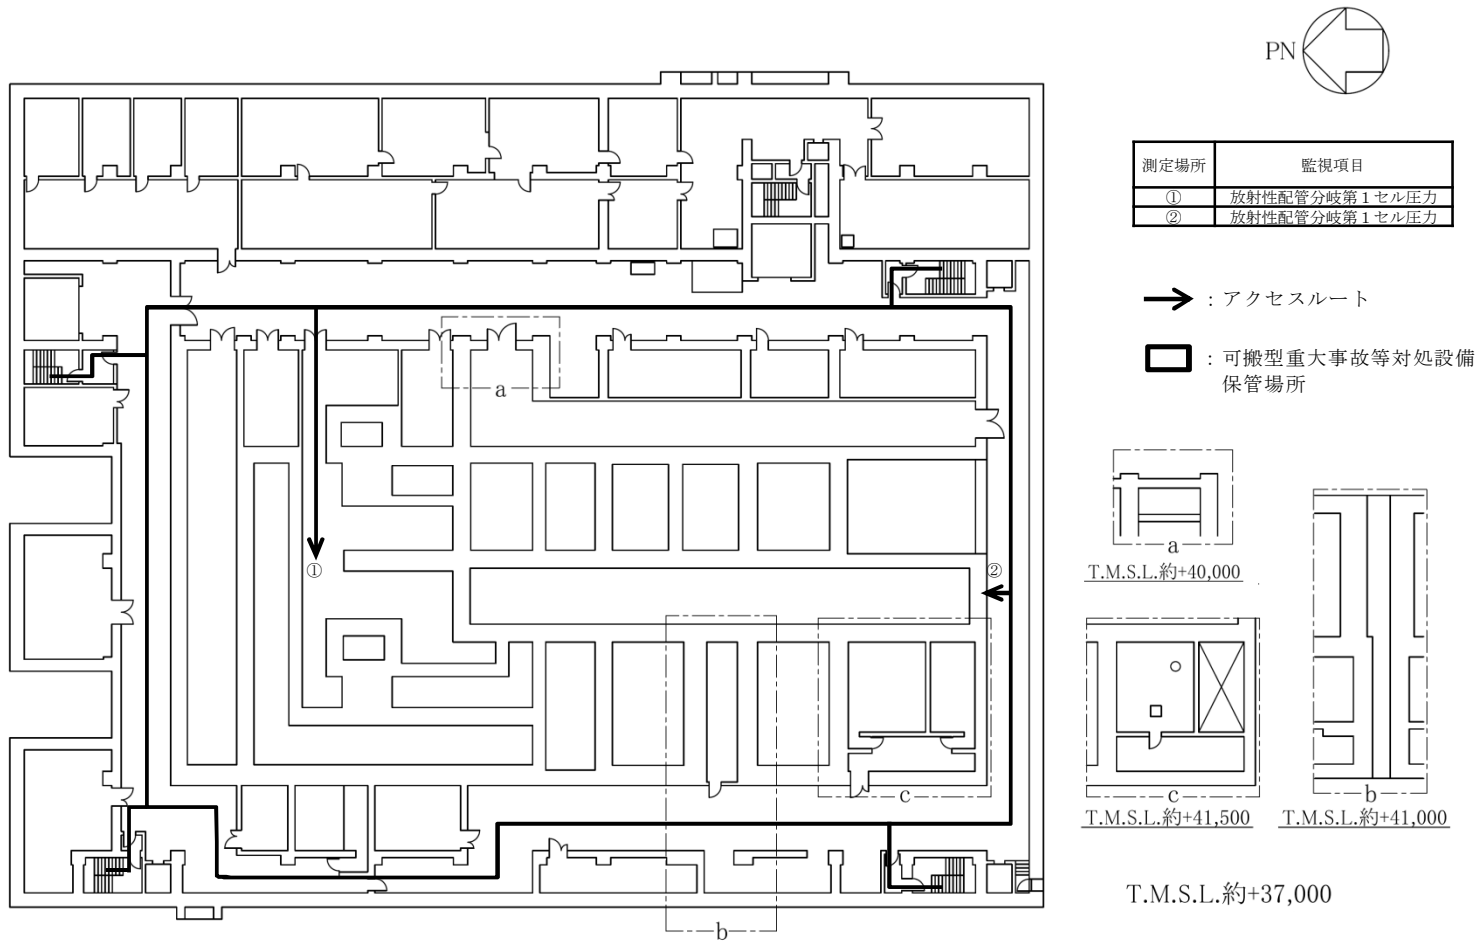 PN
測定場所 監視項目
① 放射性配管分岐第1セル圧力
② 放射性配管分岐第1セル圧力
：アクセスルート
：可搬型重大事故等対処設備
保管場所
a
①
②
c
b
a
T.M.S.L.約+40,000
c
T.M.S.L.約+41,500
b
T.M.S.L.約+41,000
T.M.S.L.約+37,000